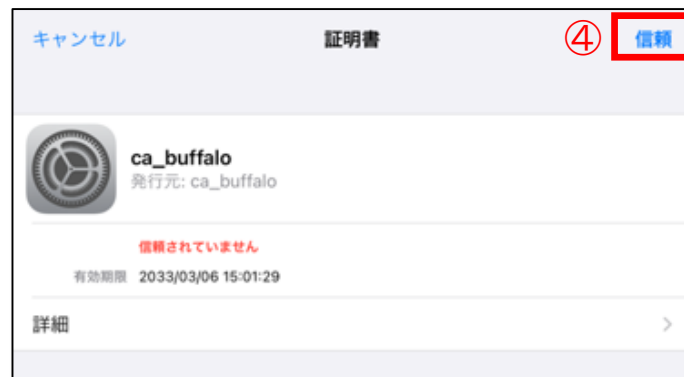 キャンセル 証明書 ④ 信頼
ca_buffalo
発行元: ca_buffalo
信頼されていません
有効期限 2033/03/06 15:01:29
詳細